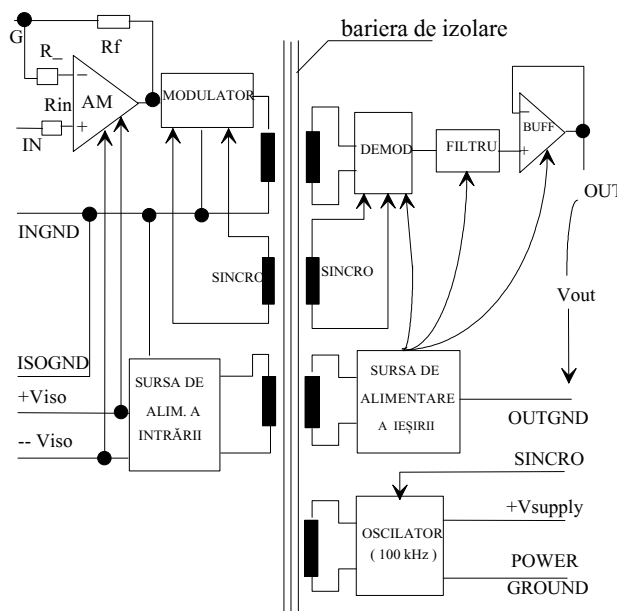 bariera de izolare
G
R_
Rf
−
AM
MODULATOR
Rin
+
IN
−
BUFF
+
DEMOD
FILTRU
OUT
INGND
SINCRO
SINCRO
Vout
ISOGND
+Viso
-- Viso
SURSA DE
ALIM. A
INTRĂRII
SURSA DE
ALIMENTARE
A IEȘIRII
OUTGND
SINCRO
+Vsupply
OSCILATOR
( 100 kHz )
POWER
GROUND